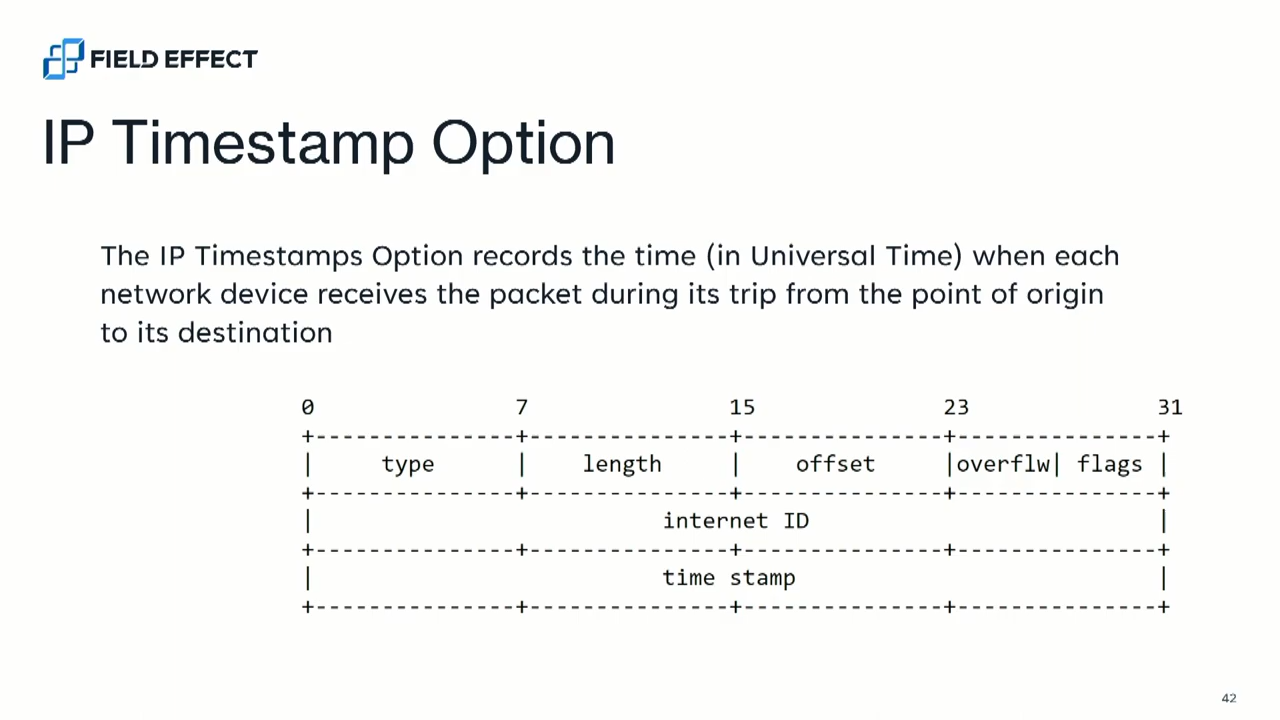 FIELD EFFECT
IP Timestamp Option
The IP Timestamps Option records the time (in Universal Time) when each
network device receives the packet during its trip from the point of origin
to its destination
0 7 15 23 31
+---------------+---------------+---------------+---------------+
| type | length | offset |overflw| flags |
+---------------+---------------+---------------+---------------+
| internet ID |
+---------------+---------------+---------------+---------------+
| time stamp |
+---------------+---------------+---------------+---------------+
42